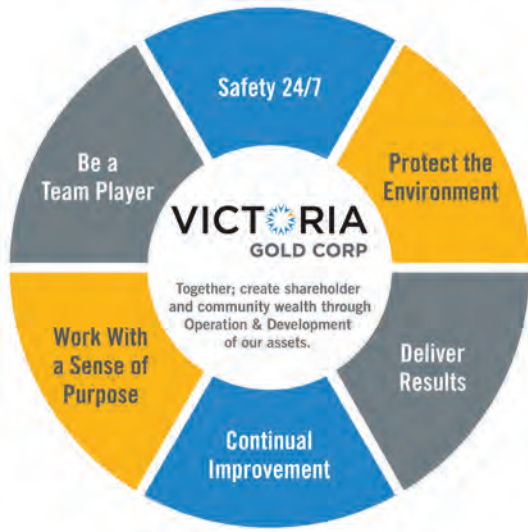 Safety 24/7
Protect the
Environment
Deliver
Results
Continual
Improvement
Work With
a Sense of
Purpose
Be a
Team Player
VICTORIA
GOLD CORP
Together; create shareholder
and community wealth through
Operation & Development
of our assets.